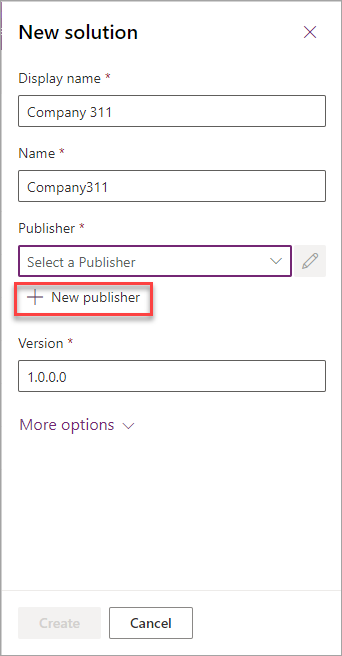 New solution
Display name *
Company 311
Name *
Company311
Publisher *
Select a Publisher
New publisher
Version *
1.0.0.0
More options
Create
Cancel